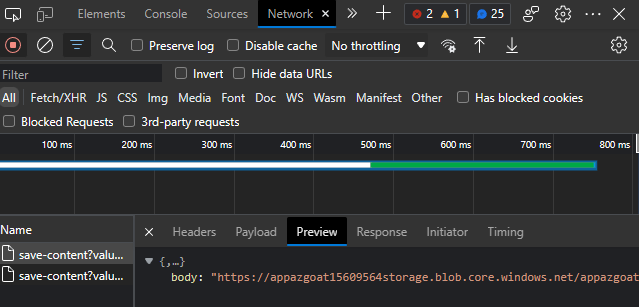 Elements Console Sources Network 2 1 25
Preserve log Disable cache No throttling
Filter Invert Hide data URLs
All Fetch/XHR JS CSS Img Media Font Doc WS Wasm Manifest Other Has blocked cookies
Blocked Requests 3rd-party requests
100 ms 200 ms 300 ms 400 ms 500 ms 600 ms 700 ms 800 ms
Name Headers Payload Preview Response Initiator Timing
save-content?valu... {,...}
save-content?valu... body: "https://appazgoat15609564storage.blob.core.windows.net/appazgoat